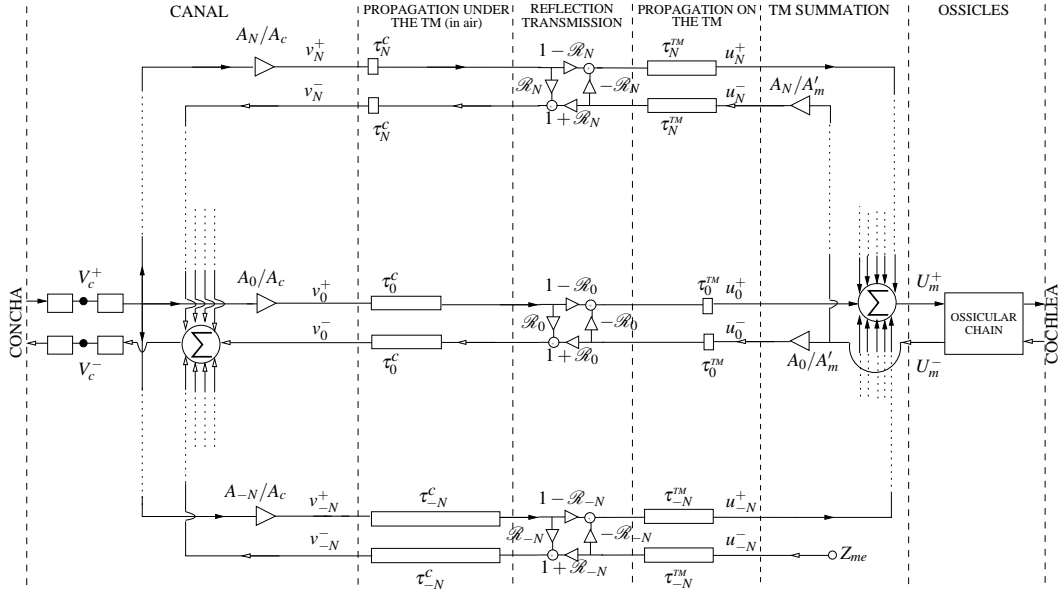 CANAL
PROPAGATION UNDER
THE TM (in air)
REFLECTION
TRANSMISSION
PROPAGATION ON
THE TM
TM SUMMATION
OSSICLES
A_N/A_c
v_N^+
τ_N^c
1 − ℛ_N
τ_N^{TM}
u_N^+
ℛ_N
−ℛ_N
A_N/A′_m
v_N^−
τ_N^c
1 + ℛ_N
τ_N^{TM}
u_N^−
CONCHA
V_c^+
A_0/A_c
v_0^+
τ_0^c
1 − ℛ_0
τ_0^{TM}
u_0^+
Σ
U_m^+
ℛ_0
−ℛ_0
OSSICULAR
CHAIN
COCHLEA
V_c^−
Σ
v_0^−
τ_0^c
1 + ℛ_0
τ_0^{TM}
u_0^−
A_0/A′_m
U_m^−
A_{−N}/A_c
v_{−N}^+
τ_{−N}^c
1 − ℛ_{−N}
τ_{−N}^{TM}
u_{−N}^+
ℛ_{−N}
−ℛ_{−N}
v_{−N}^−
τ_{−N}^c
1 + ℛ_{−N}
τ_{−N}^{TM}
u_{−N}^−
Z_{me}